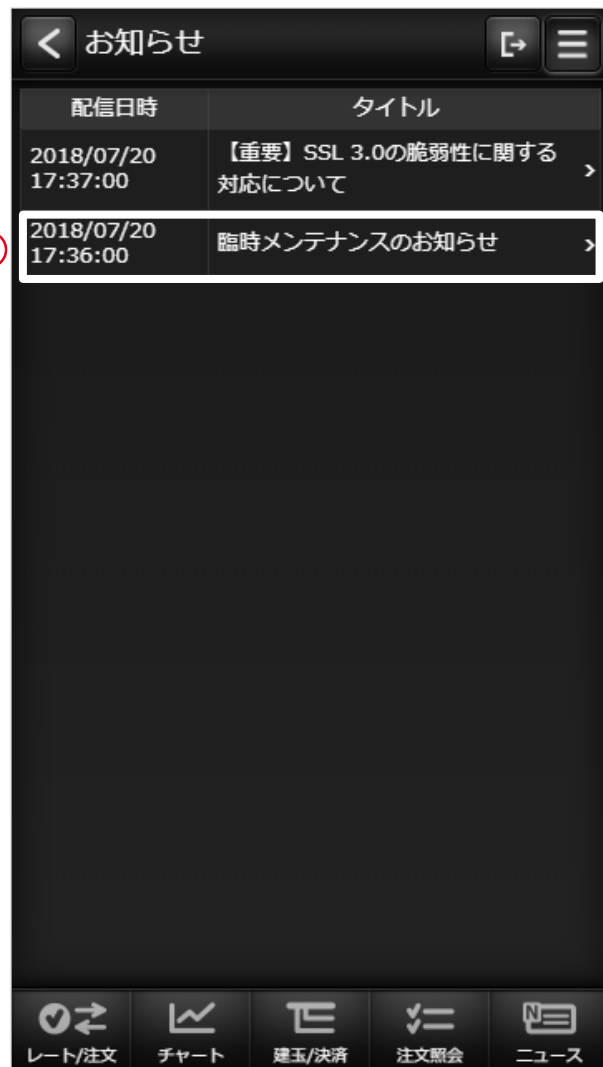 お知らせ
配信日時 タイトル
2018/07/20 【重要】SSL 3.0の脆弱性に関する
17:37:00 対応について
2018/07/20 臨時メンテナンスのお知らせ
17:36:00
レート/注文 チャート 建玉/決済 注文照会 ニュース